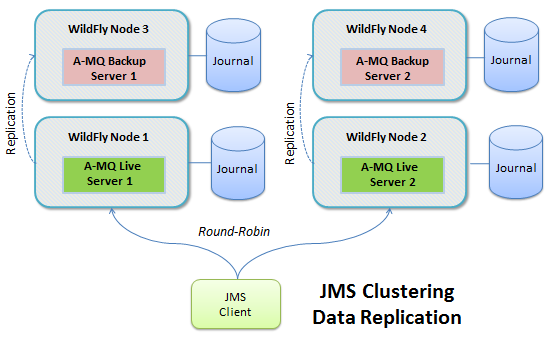 WildFly Node 3
A-MQ Backup
Server 1
Journal
WildFly Node 4
A-MQ Backup
Server 2
Journal
Replication
Replication
WildFly Node 1
A-MQ Live
Server 1
Journal
WildFly Node 2
A-MQ Live
Server 2
Journal
Round-Robin
JMS
Client
JMS Clustering
Data Replication